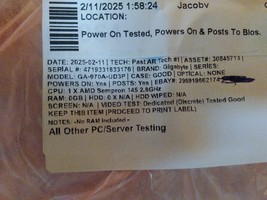 2/11/2025 1:58:24 Jacobv
LOCATION:
Power On Tested, Powers On & Posts To Bios.
DATE: 2025-02-11 | TECH: Past AR Tech #1 | ASSET: 30845713 |
SERIAL #: 4719331833176 | BRAND: Gigabyte | SERIES:
MODEL: GA-970A-UD3P | CASE: NO | OPTICAL: NONE
POWERS ON: YES | POSTS: YES | EBAY#:
CPU: 1 X AMD Sempron 145 2.8GHz
RAM: 0GB | HDD: 0 X N/A | HDD CADDY: N/A
SCREEN: N/A | VIDEO TEST: Dedicated (Discrete) Tested Good
KEEP THIS ITEM | PROCEED TO PRINT LABEL |
NOTES: -No RAM Included -
All Other PC/Server Testing